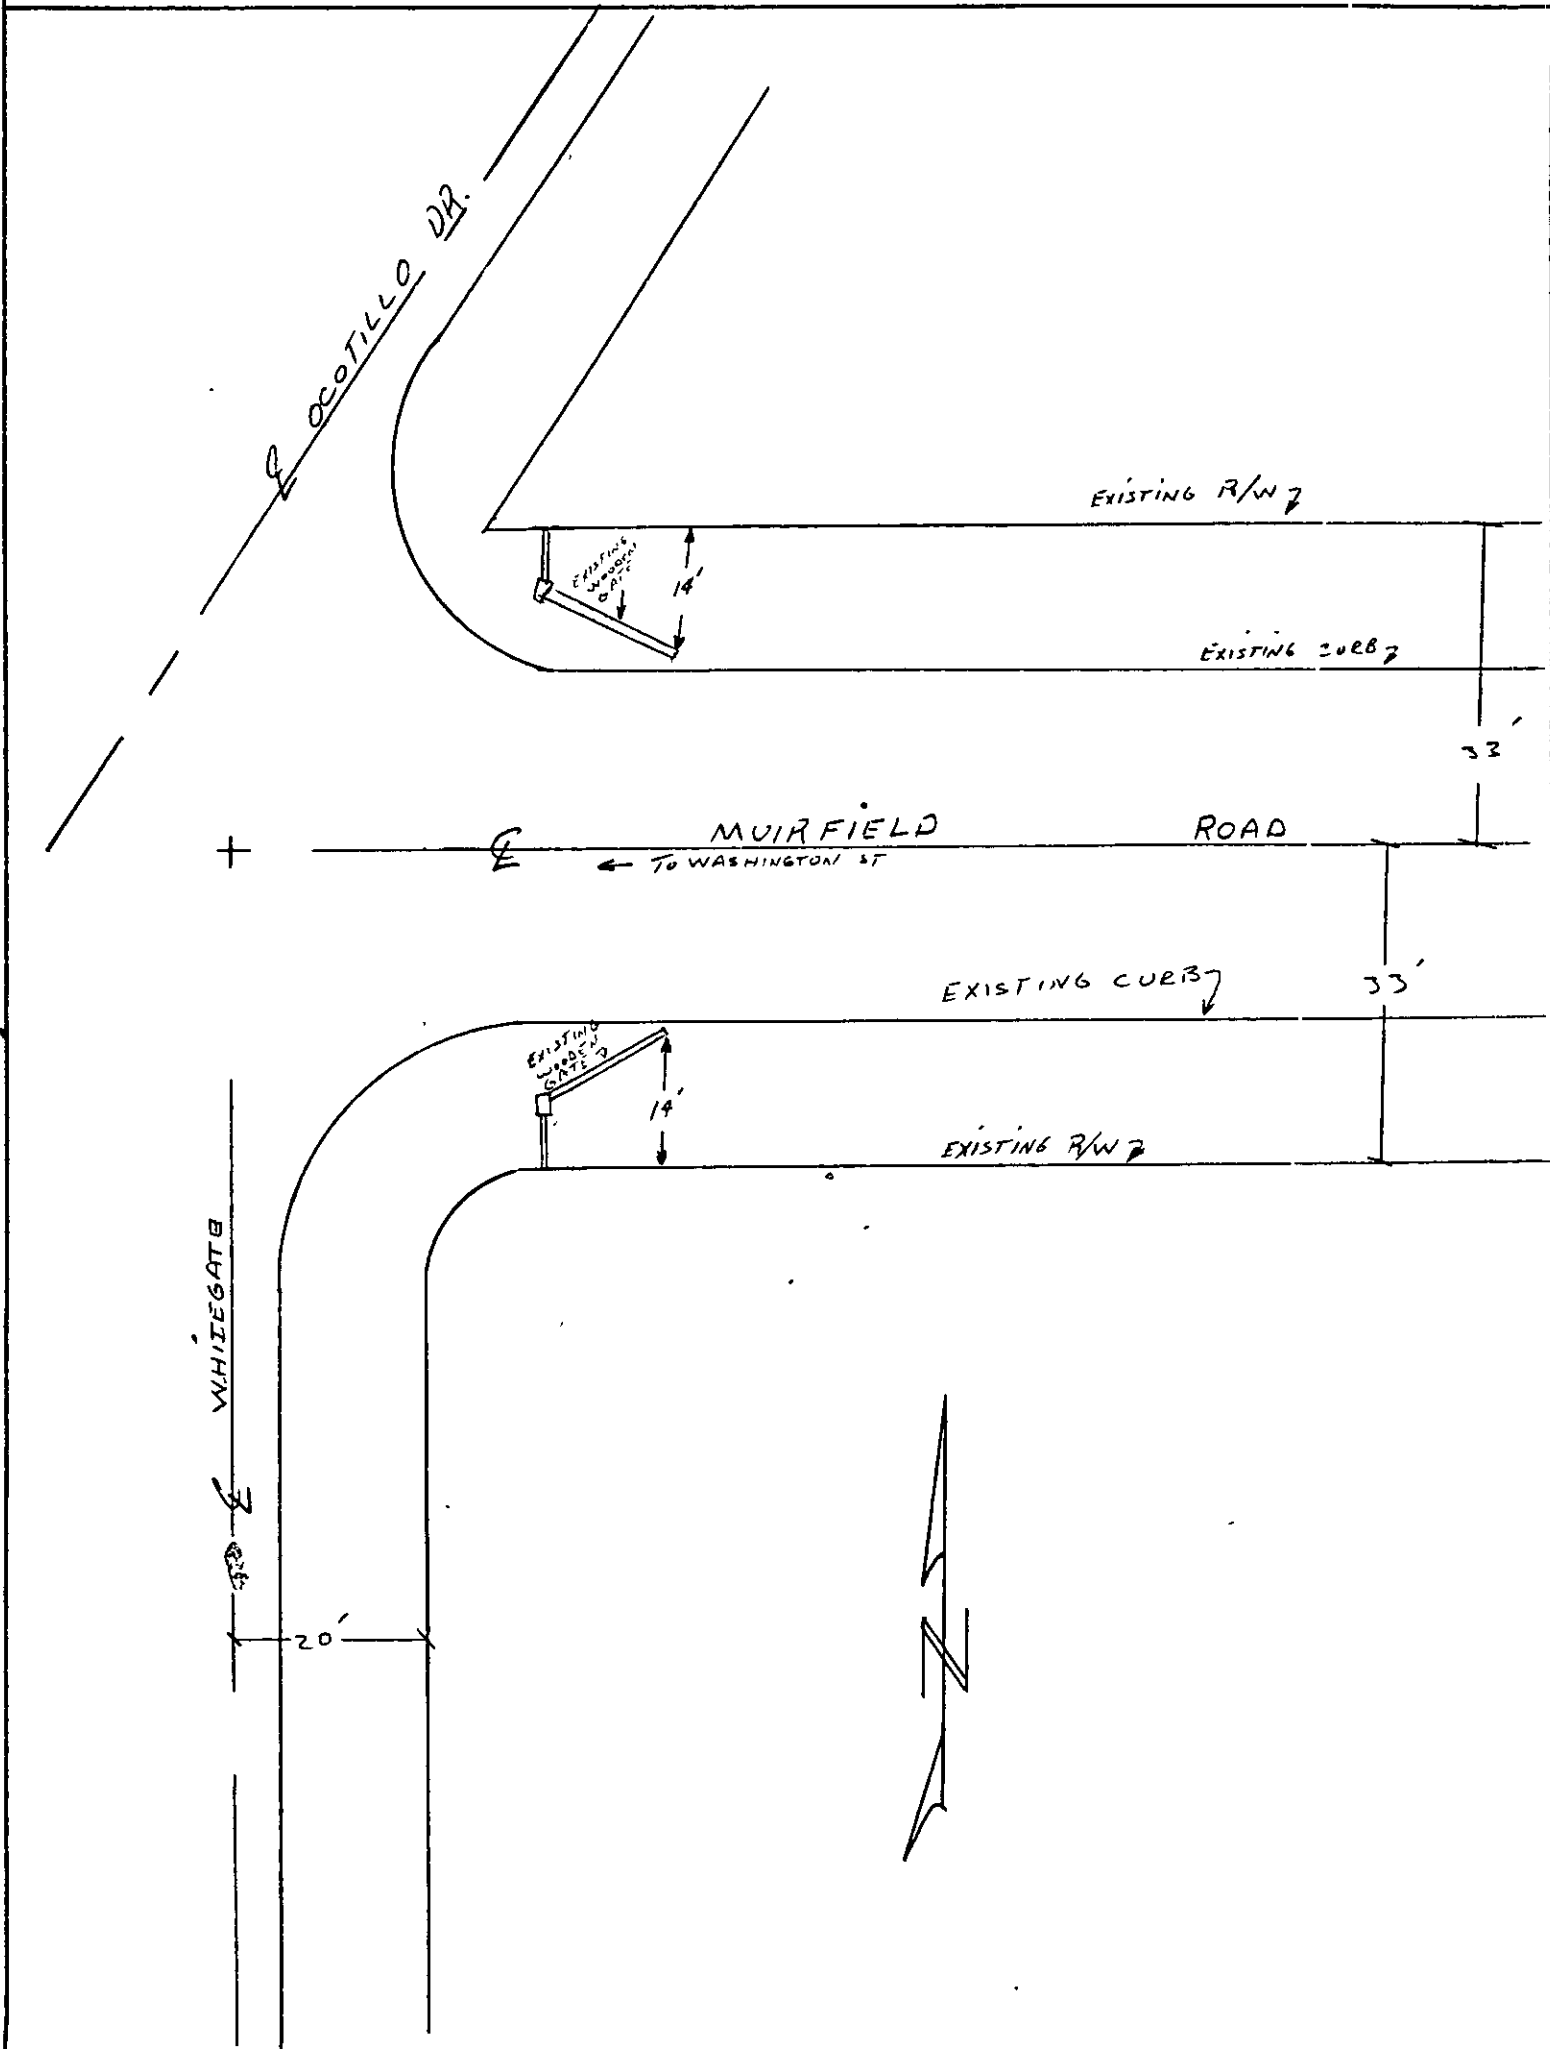 ℄ OCOTILLO DR.
EXISTING R/W
EXISTING
WOODEN
GATE
14'
EXISTING CURB
33'
℄ MUIRFIELD ROAD
← TO WASHINGTON ST
EXISTING CURB
33'
EXISTING
WOODEN
GATE
14'
EXISTING R/W
℄ WHITEGATE
20'
N